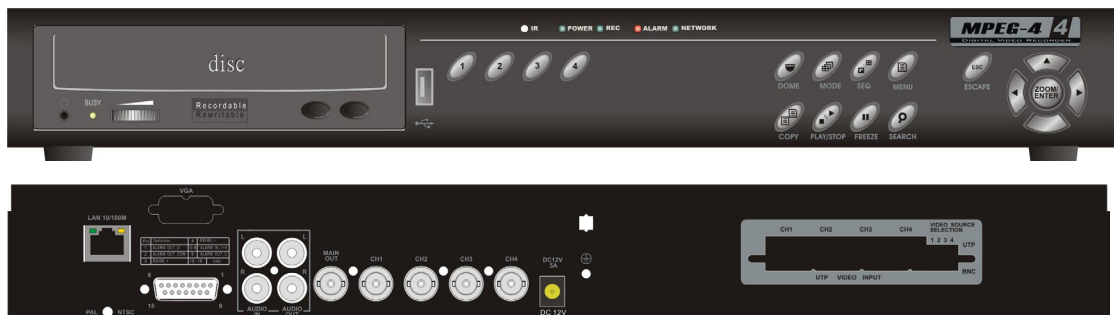 IR POWER REC ALARM NETWORK
MPEG-4 4
DIGITAL VIDEO RECORDER
disc
1 2 3 4
DOME MODE SEQ MENU
ESC
ESCAPE
ZOOM/
ENTER
BUSY
Recordable
Rewritable
COPY PLAY/STOP FREEZE SEARCH
VGA
LAN 10/100M
L L
R R
MAIN
OUT
CH1 CH2 CH3 CH4
DC12V
5A
DC 12V
8 1
15 9
AUDIO
IN
AUDIO
OUT
PAL NTSC
CH1 CH2 CH3 CH4
VIDEO SOURCE
SELECTION
1 2 3 4
UTP
BNC
UTP VIDEO INPUT